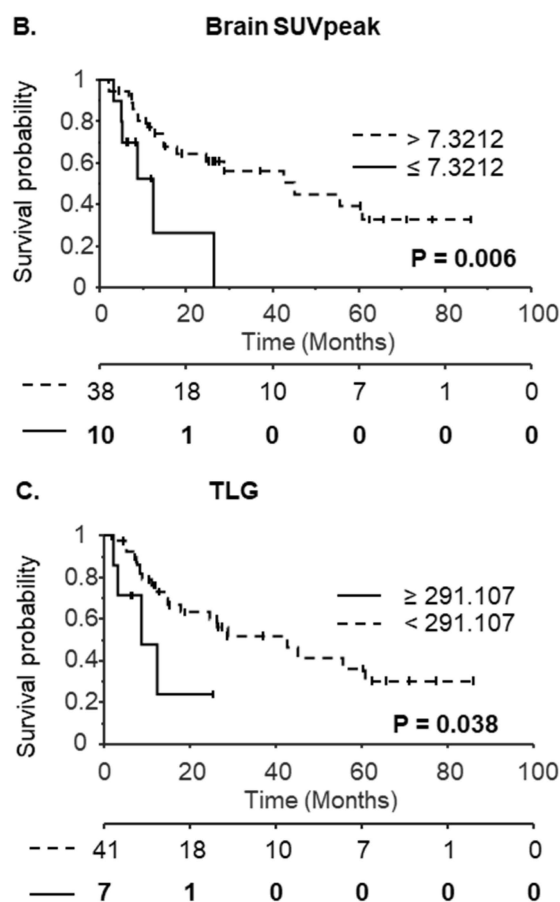 B. Brain SUVpeak
Survival probability
1
0.8
0.6
0.4
0.2
0
> 7.3212
≤ 7.3212
P = 0.006
0 20 40 60 80 100
Time (Months)
38 18 10 7 1 0
10 1 0 0 0 0
C. TLG
Survival probability
1
0.8
0.6
0.4
0.2
0
≥ 291.107
< 291.107
P = 0.038
0 20 40 60 80 100
Time (Months)
41 18 10 7 1 0
7 1 0 0 0 0